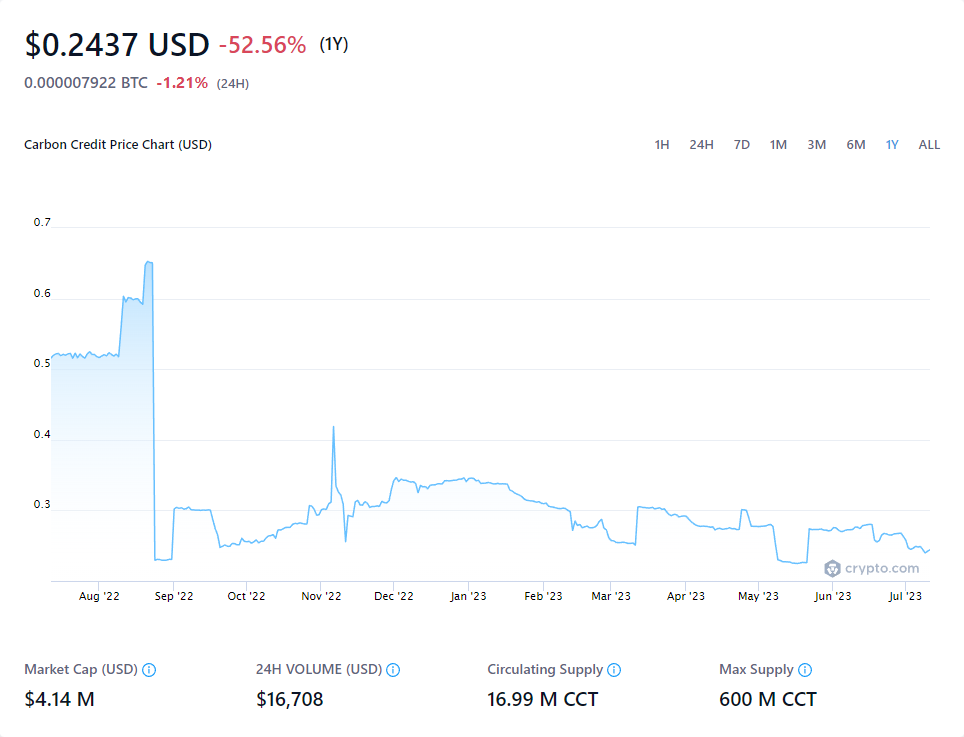 $0.2437 USD -52.56% (1Y)
0.000007922 BTC -1.21% (24H)
Carbon Credit Price Chart (USD) 1H 24H 7D 1M 3M 6M 1Y ALL
0.7
0.6
0.5
0.4
0.3
crypto.com
Aug '22 Sep '22 Oct '22 Nov '22 Dec '22 Jan '23 Feb '23 Mar '23 Apr '23 May '23 Jun '23 Jul '23
Market Cap (USD) 24H VOLUME (USD) Circulating Supply Max Supply
$4.14 M $16,708 16.99 M CCT 600 M CCT